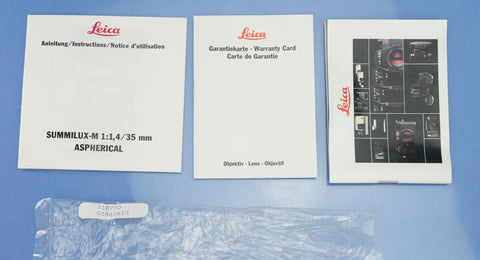 Leica
Anleitung/Instructions/Notice d'utilisation
SUMMILUX-M 1:1,4/35 mm
ASPHERICAL
Leica
Garantiekarte - Warranty Card
Carte de Garantie
Objektiv - Lens - Objectif
Leica